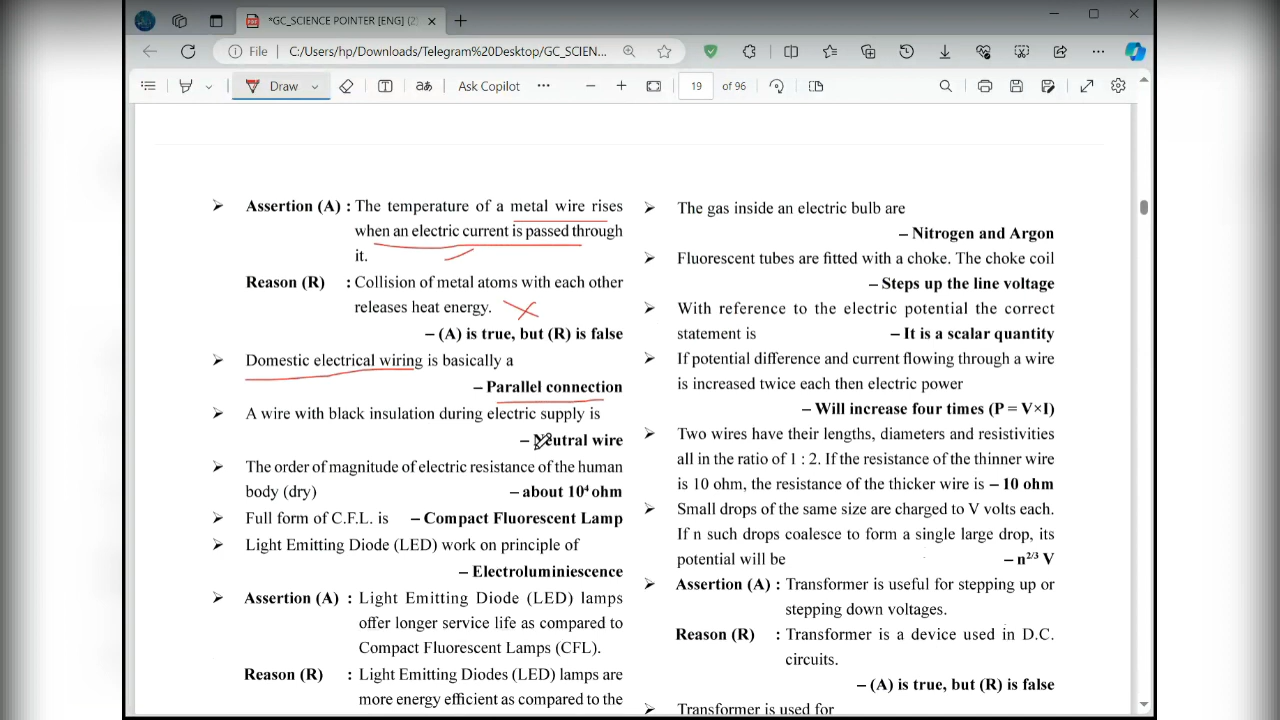 *GC_SCIENCE POINTER [ENG] (2)
File C:/Users/hp/Downloads/Telegram%20Desktop/GC_SCIEN...
Draw aあ Ask Copilot ... 19 of 96
Assertion (A) : The temperature of a metal wire rises
when an electric current is passed through
it.
Reason (R) : Collision of metal atoms with each other
releases heat energy.
– (A) is true, but (R) is false
➢ Domestic electrical wiring is basically a
– Parallel connection
➢ A wire with black insulation during electric supply is
– Neutral wire
➢ The order of magnitude of electric resistance of the human
body (dry) – about 10⁴ ohm
➢ Full form of C.F.L. is – Compact Fluorescent Lamp
➢ Light Emitting Diode (LED) work on principle of
– Electroluminiescence
➢ Assertion (A) : Light Emitting Diode (LED) lamps
offer longer service life as compared to
Compact Fluorescent Lamps (CFL).
Reason (R) : Light Emitting Diodes (LED) lamps are
more energy efficient as compared to the
➢ The gas inside an electric bulb are
– Nitrogen and Argon
➢ Fluorescent tubes are fitted with a choke. The choke coil
– Steps up the line voltage
➢ With reference to the electric potential the correct
statement is – It is a scalar quantity
➢ If potential difference and current flowing through a wire
is increased twice each then electric power
– Will increase four times (P = V×I)
➢ Two wires have their lengths, diameters and resistivities
all in the ratio of 1 : 2. If the resistance of the thinner wire
is 10 ohm, the resistance of the thicker wire is – 10 ohm
➢ Small drops of the same size are charged to V volts each.
If n such drops coalesce to form a single large drop, its
potential will be – n²ᐟ³ V
➢ Assertion (A) : Transformer is useful for stepping up or
stepping down voltages.
Reason (R) : Transformer is a device used in D.C.
circuits.
– (A) is true, but (R) is false
➢ Transformer is used for